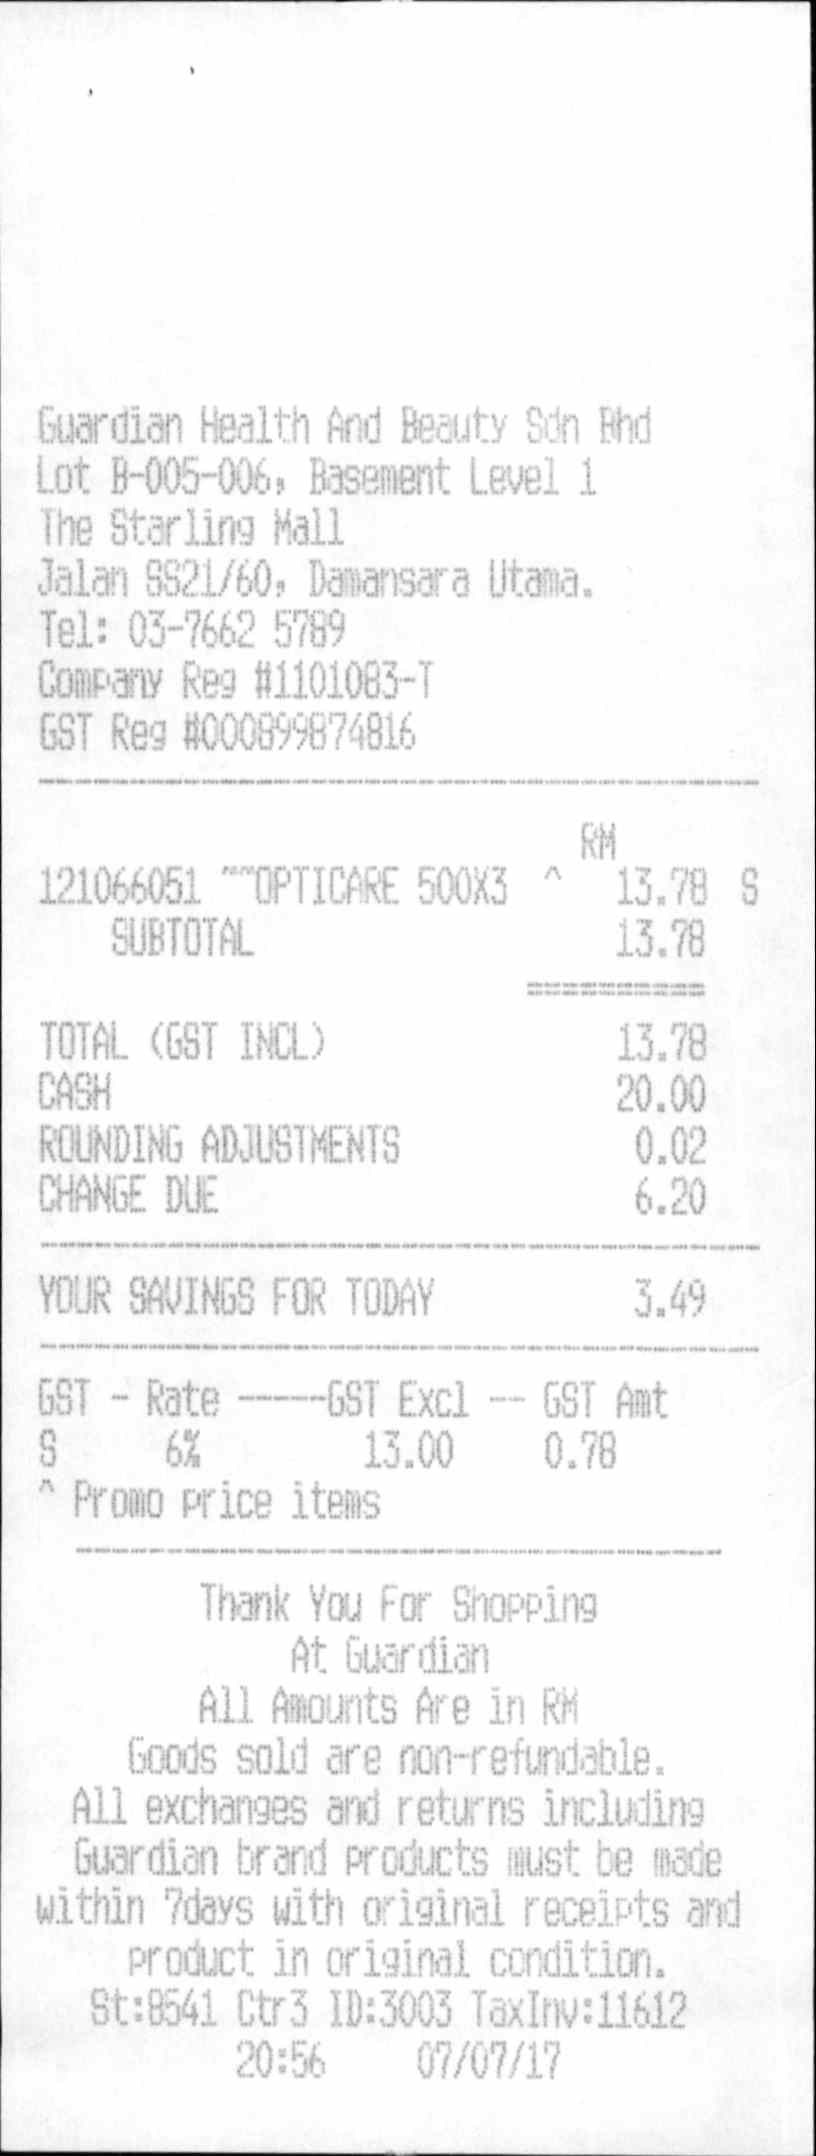 Guardian Health And Beauty Sdn Bhd
Lot B-005-006, Basement Level 1
The Starling Mall
Jalan SS21/60, Damansara Utama.
Tel: 03-7662 5789
Company Reg #1101083-T
GST Reg #000899874816
RM
121066051 ~~OPTICARE 500X3 ^ 13.78 S
SUBTOTAL 13.78
TOTAL (GST INCL) 13.78
CASH 20.00
ROUNDING ADJUSTMENTS 0.02
CHANGE DUE 6.20
YOUR SAVINGS FOR TODAY 3.49
GST - Rate -----GST Excl -- GST Amt
S 6% 13.00 0.78
^ Promo price items
Thank You For Shopping
At Guardian
All Amounts Are in RM
Goods sold are non-refundable.
All exchanges and returns including
Guardian brand products must be made
within 7days with original receipts and
product in original condition.
St:8541 Ctr3 ID:3003 TaxInv:11612
20:56 07/07/17